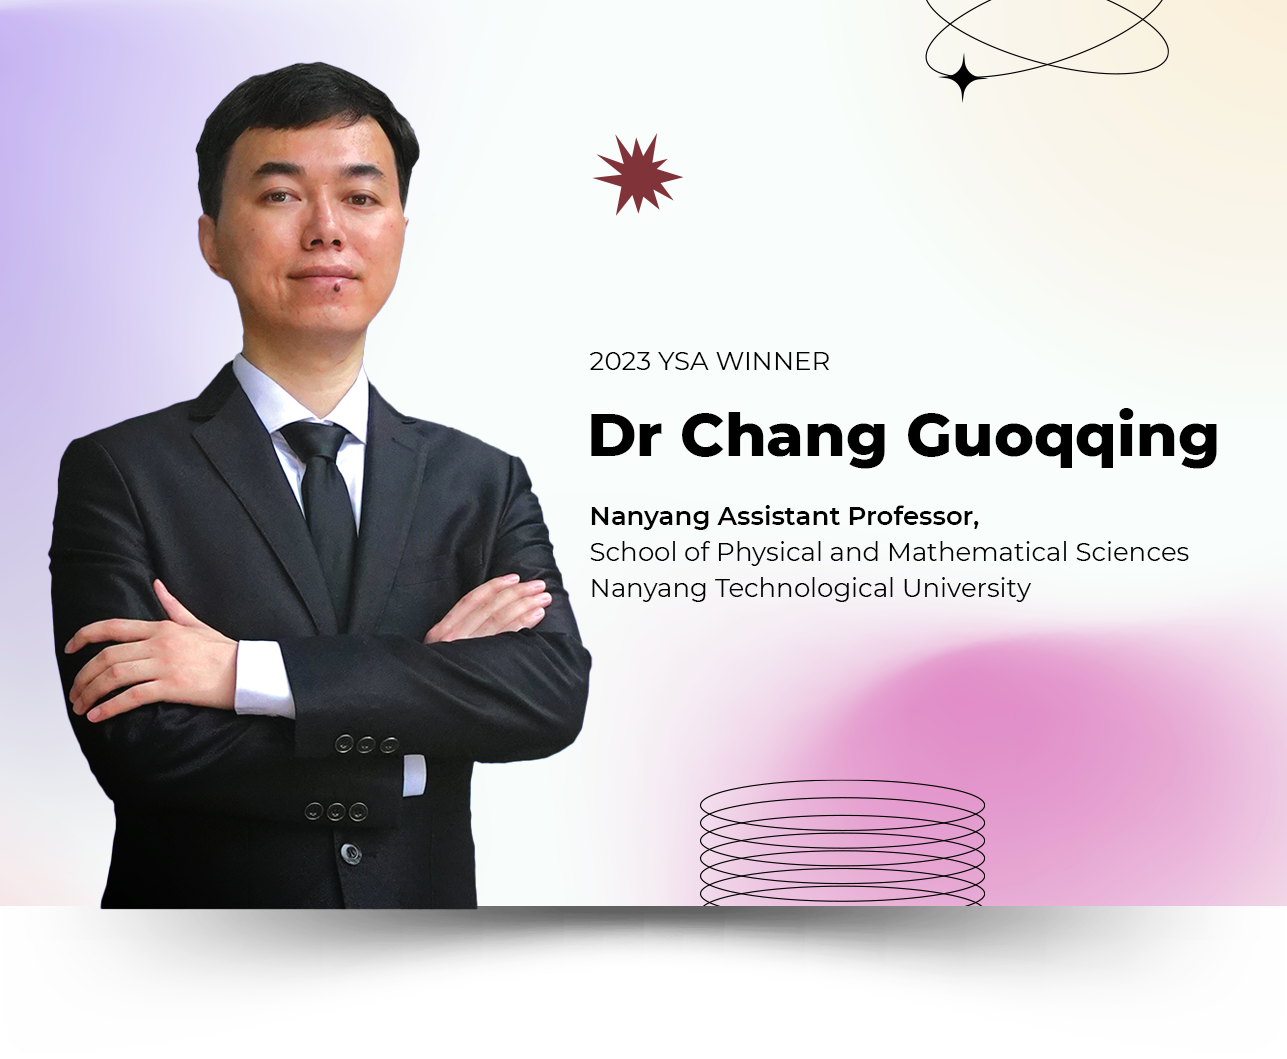 2023 YSA WINNER
Dr Chang Guoqqing
Nanyang Assistant Professor,
School of Physical and Mathematical Sciences
Nanyang Technological University